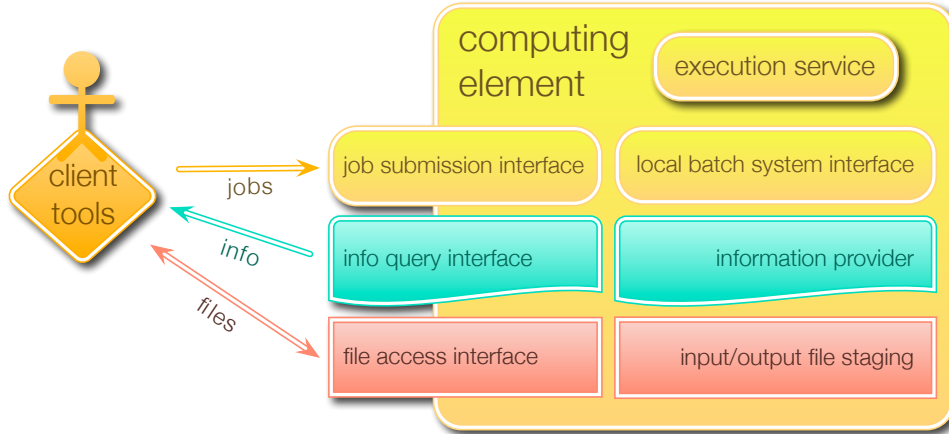 computing
element
execution service
client
tools
jobs
job submission interface
local batch system interface
info
info query interface
information provider
files
file access interface
input/output file staging